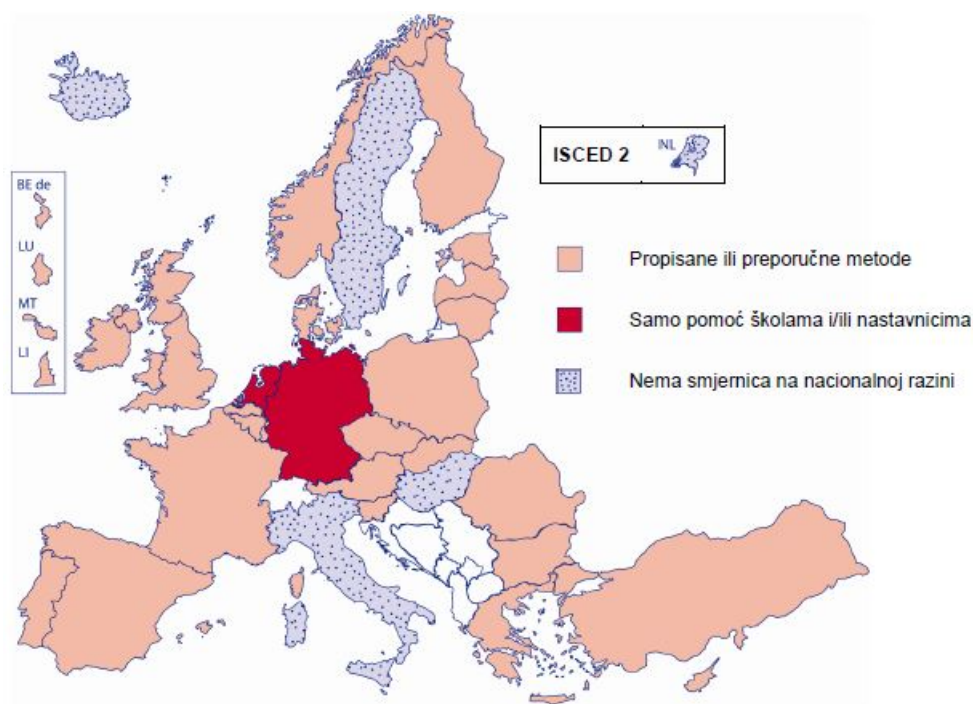 ISCED 2
NL
BE de
LU
MT
LI
Propisane ili preporučne metode
Samo pomoć školama i/ili nastavnicima
Nema smjernica na nacionalnoj razini